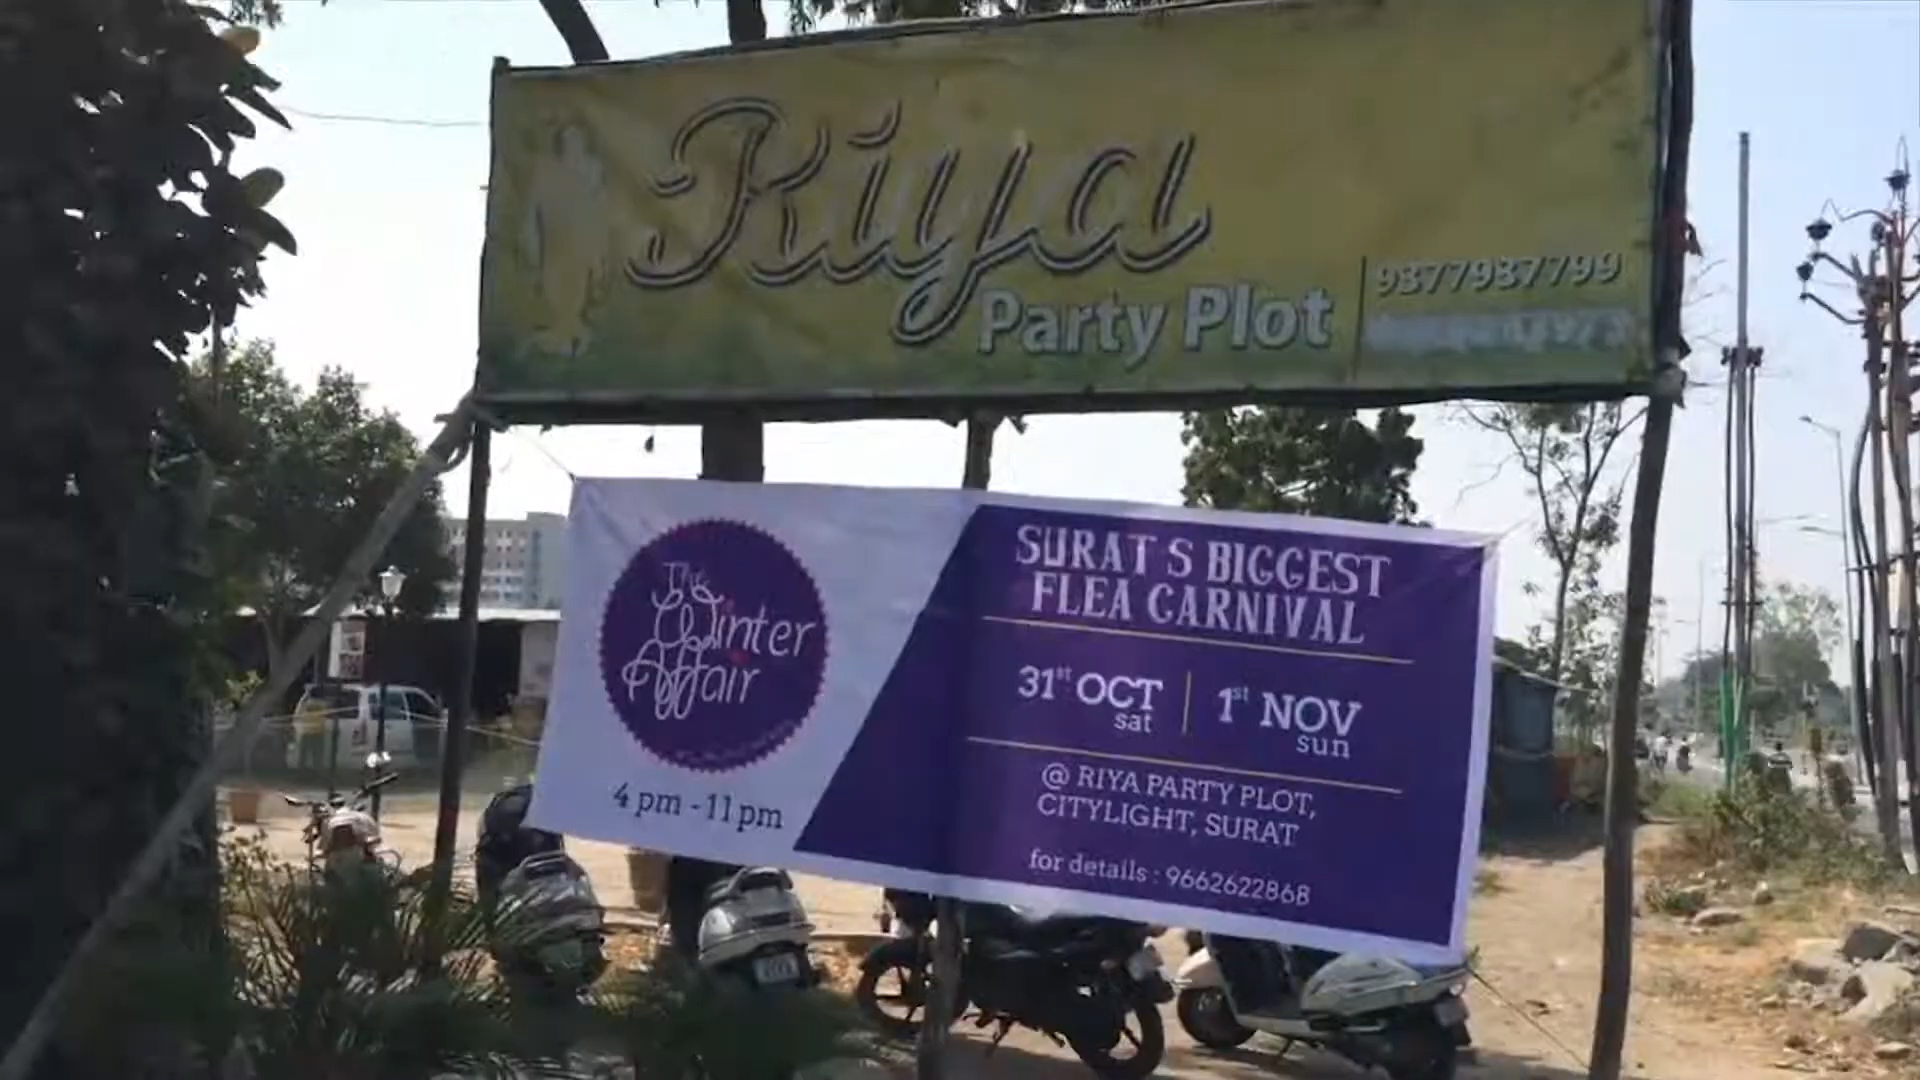 Riya
Party Plot
9377937799
The
Winter
Affair
4 pm - 11 pm
SURAT S BIGGEST
FLEA CARNIVAL
31st OCT
sat
1st NOV
sun
@ RIYA PARTY PLOT,
CITYLIGHT, SURAT
for details : 9662622868